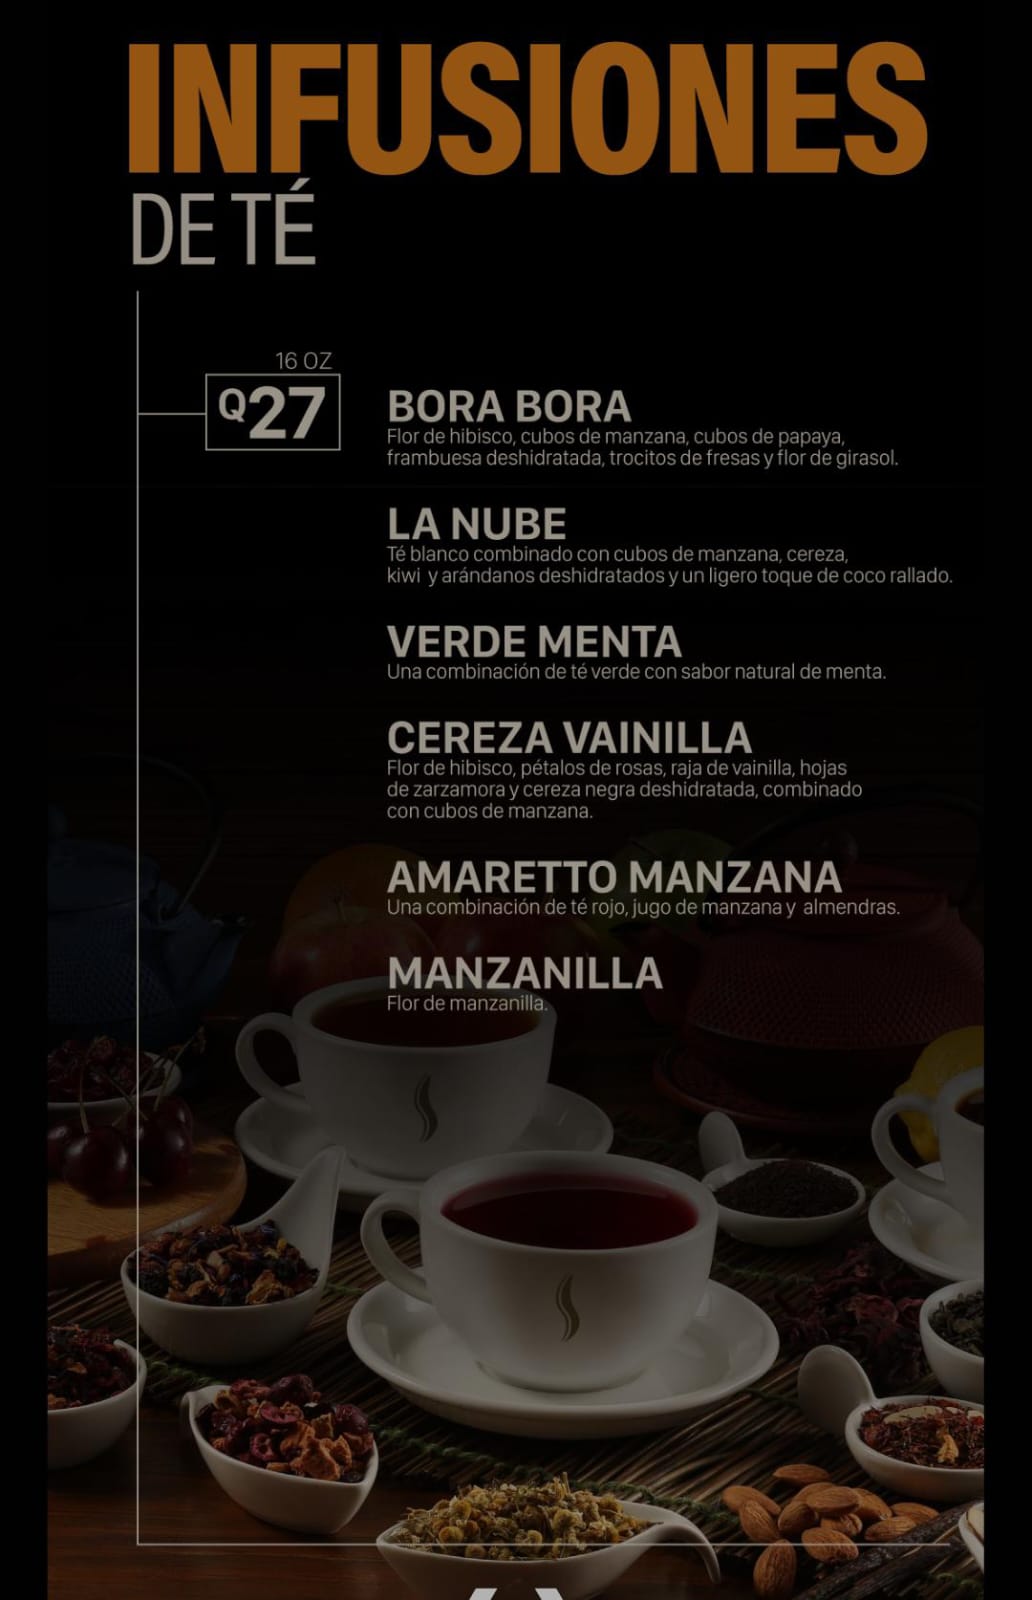 INFUSIONES
DE TÉ
16 OZ
Q27
BORA BORA
Flor de hibisco, cubos de manzana, cubos de papaya,
frambuesa deshidratada, trocitos de fresas y flor de girasol.
LA NUBE
Té blanco combinado con cubos de manzana, cereza,
kiwi y arándanos deshidratados y un ligero toque de coco rallado.
VERDE MENTA
Una combinación de té verde con sabor natural de menta.
CEREZA VAINILLA
Flor de hibisco, pétalos de rosas, raja de vainilla, hojas
de zarzamora y cereza negra deshidratada, combinado
con cubos de manzana.
AMARETTO MANZANA
Una combinación de té rojo, jugo de manzana y almendras.
MANZANILLA
Flor de manzanilla.